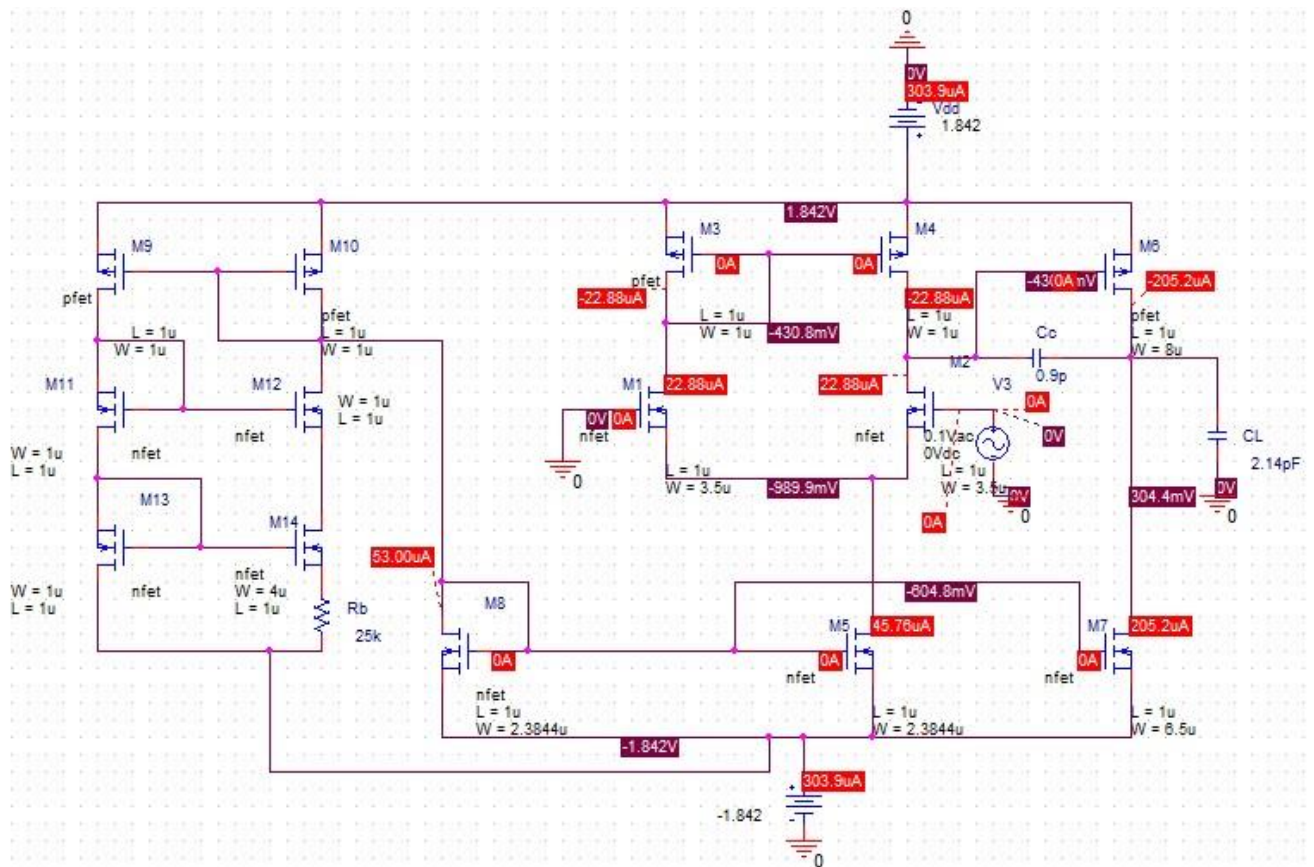 0
0V
303.9uA
Vdd
1.842
1.842V
M9
M10
M3
M4
M6
0A
0A
-205.2uA
pfet
pfet
-22.88uA
-22.88uA
pfet
L = 1u
W = 1u
pfet
L = 1u
W = 1u
L = 1u
W = 1u
-430.8mV
L = 1u
W = 1u
L = 1u
W = 8u
Cc
0.9p
M11
M12
M1
22.88uA
22.88uA
M2
V3
0A
W = 1u
L = 1u
0V
0A
0V
nfet
nfet
nfet
nfet
0.1Vac
0Vdc
CL
2.14pF
W = 1u
L = 1u
0
L = 1u
W = 3.5u
-989.9mV
L = 1u
W = 3.5u
0V
0
304.4mV
0V
0
M13
M14
0A
53.00uA
nfet
W = 1u
L = 1u
nfet
W = 4u
L = 1u
-604.8mV
Rb
25k
M8
M5
45.76uA
M7
205.2uA
0A
0A
0A
nfet
L = 1u
W = 2.3844u
nfet
L = 1u
W = 2.3844u
nfet
L = 1u
W = 6.5u
-1.842V
303.9uA
-1.842
0